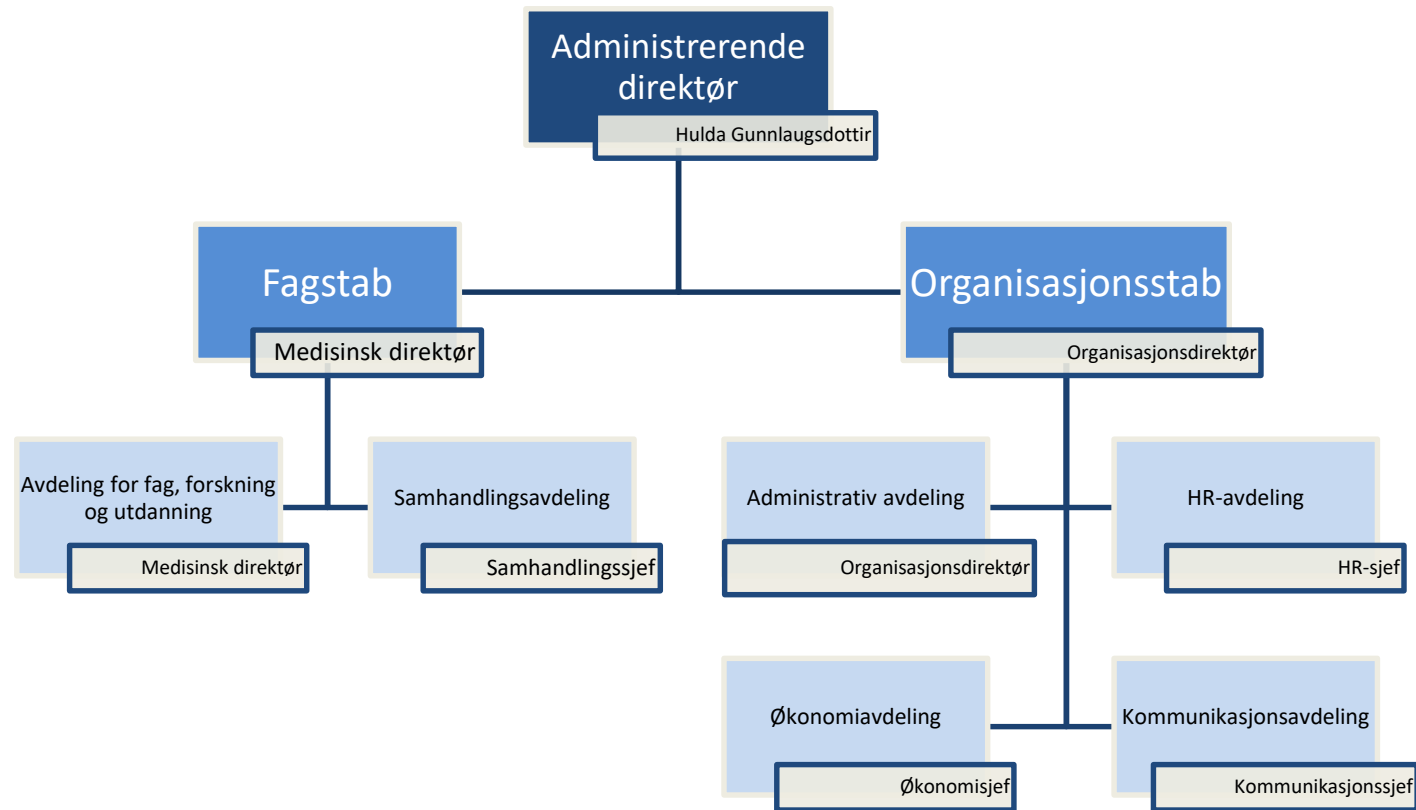 Administrerende
direktør
Hulda Gunnlaugsdottir
Fagstab
Medisinsk direktør
Organisasjonsstab
Organisasjonsdirektør
Avdeling for fag, forskning
og utdanning
Medisinsk direktør
Samhandlingsavdeling
Samhandlingssjef
Administrativ avdeling
Organisasjonsdirektør
HR-avdeling
HR-sjef
Økonomiavdeling
Økonomisjef
Kommunikasjonsavdeling
Kommunikasjonssjef